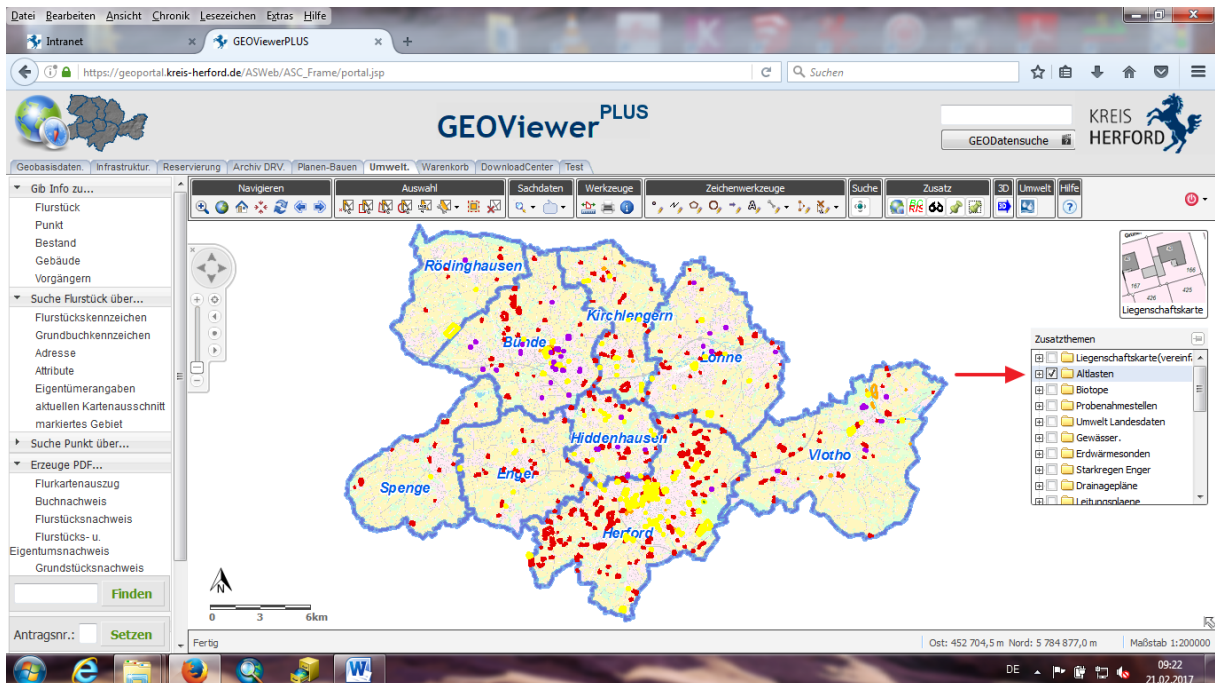 Datei Bearbeiten Ansicht Chronik Lesezeichen Extras Hilfe
Intranet × GEOViewerPLUS × +
https://geoportal.kreis-herford.de/ASWeb/ASC_Frame/portal.jsp
Suchen
GEOViewer PLUS
GEODatensuche
KREIS
HERFORD
Geobasisdaten. Infrastruktur. Reservierung Archiv DRV. Planen-Bauen Umwelt. Warenkorb DownloadCenter Test
Navigieren Auswahl Sachdaten Werkzeuge Zeichenwerkzeuge Suche Zusatz 3D Umwelt Hilfe
Gib Info zu...
Flurstück
Punkt
Bestand
Gebäude
Vorgängern
Suche Flurstück über...
Flurstückskennzeichen
Grundbuchkennzeichen
Adresse
Attribute
Eigentümerangaben
aktuellen Kartenausschnitt
markiertes Gebiet
Suche Punkt über...
Erzeuge PDF...
Flurkartenauszug
Buchnachweis
Flurstücksnachweis
Flurstücks- u.
Eigentumsnachweis
Grundstücksnachweis
Finden
Antragsnr.: Setzen
Rödinghausen
Kirchlengern
Bünde
Löhne
Hiddenhausen
Vlotho
Enger
Spenge
Herford
N
0 3 6km
166
167
426
425
Liegenschaftskarte
Zusatzthemen
Liegenschaftskarte(vereinfa
Altlasten
Biotope
Probenahmestellen
Umwelt Landesdaten
Gewässer.
Erdwärmesonden
Starkregen Enger
Drainagepläne
Leitungsplaene
Fertig
Ost: 452 704,5 m Nord: 5 784 877,0 m Maßstab 1:200000
DE
09:22
21.02.2017